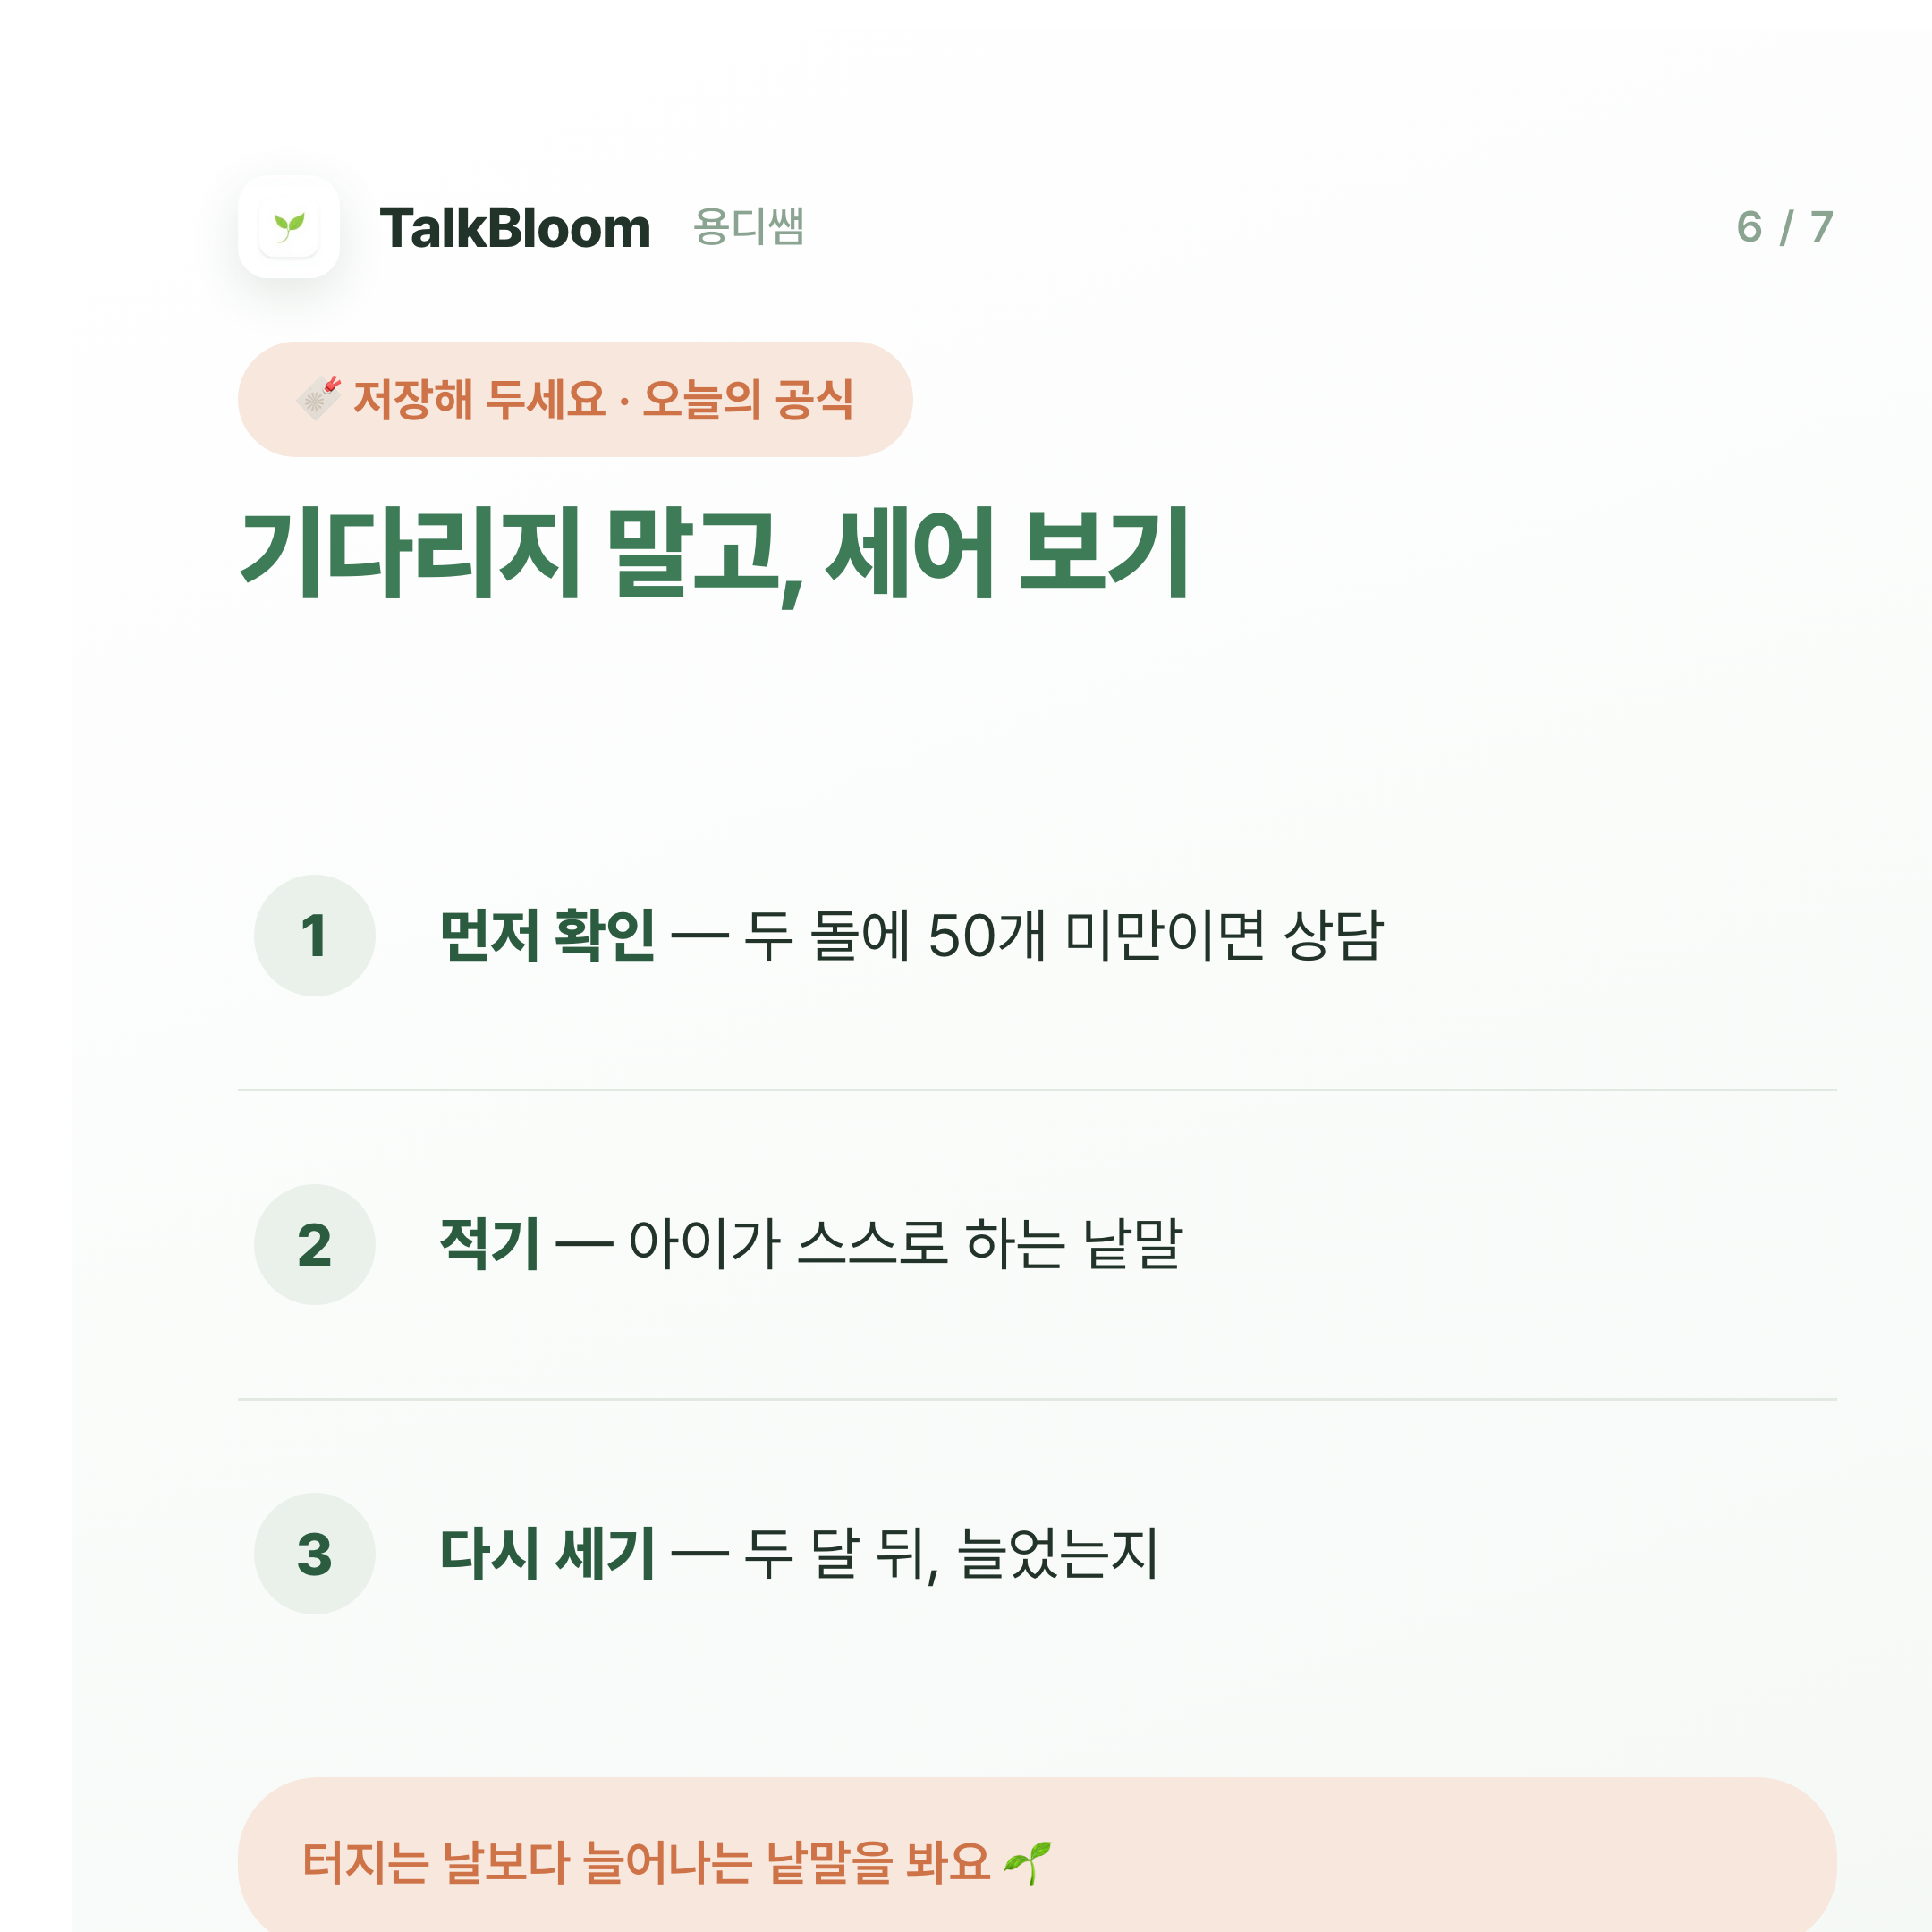 TalkBloom 용디쌤
6 / 7
저장해 두세요 · 오늘의 공식
기다리지 말고, 세어 보기
1 먼저 확인 — 두 돌에 50개 미만이면 상담
2 적기 — 아이가 스스로 하는 낱말
3 다시 세기 — 두 달 뒤, 늘었는지
터지는 날보다 늘어나는 낱말을 봐요 🌱